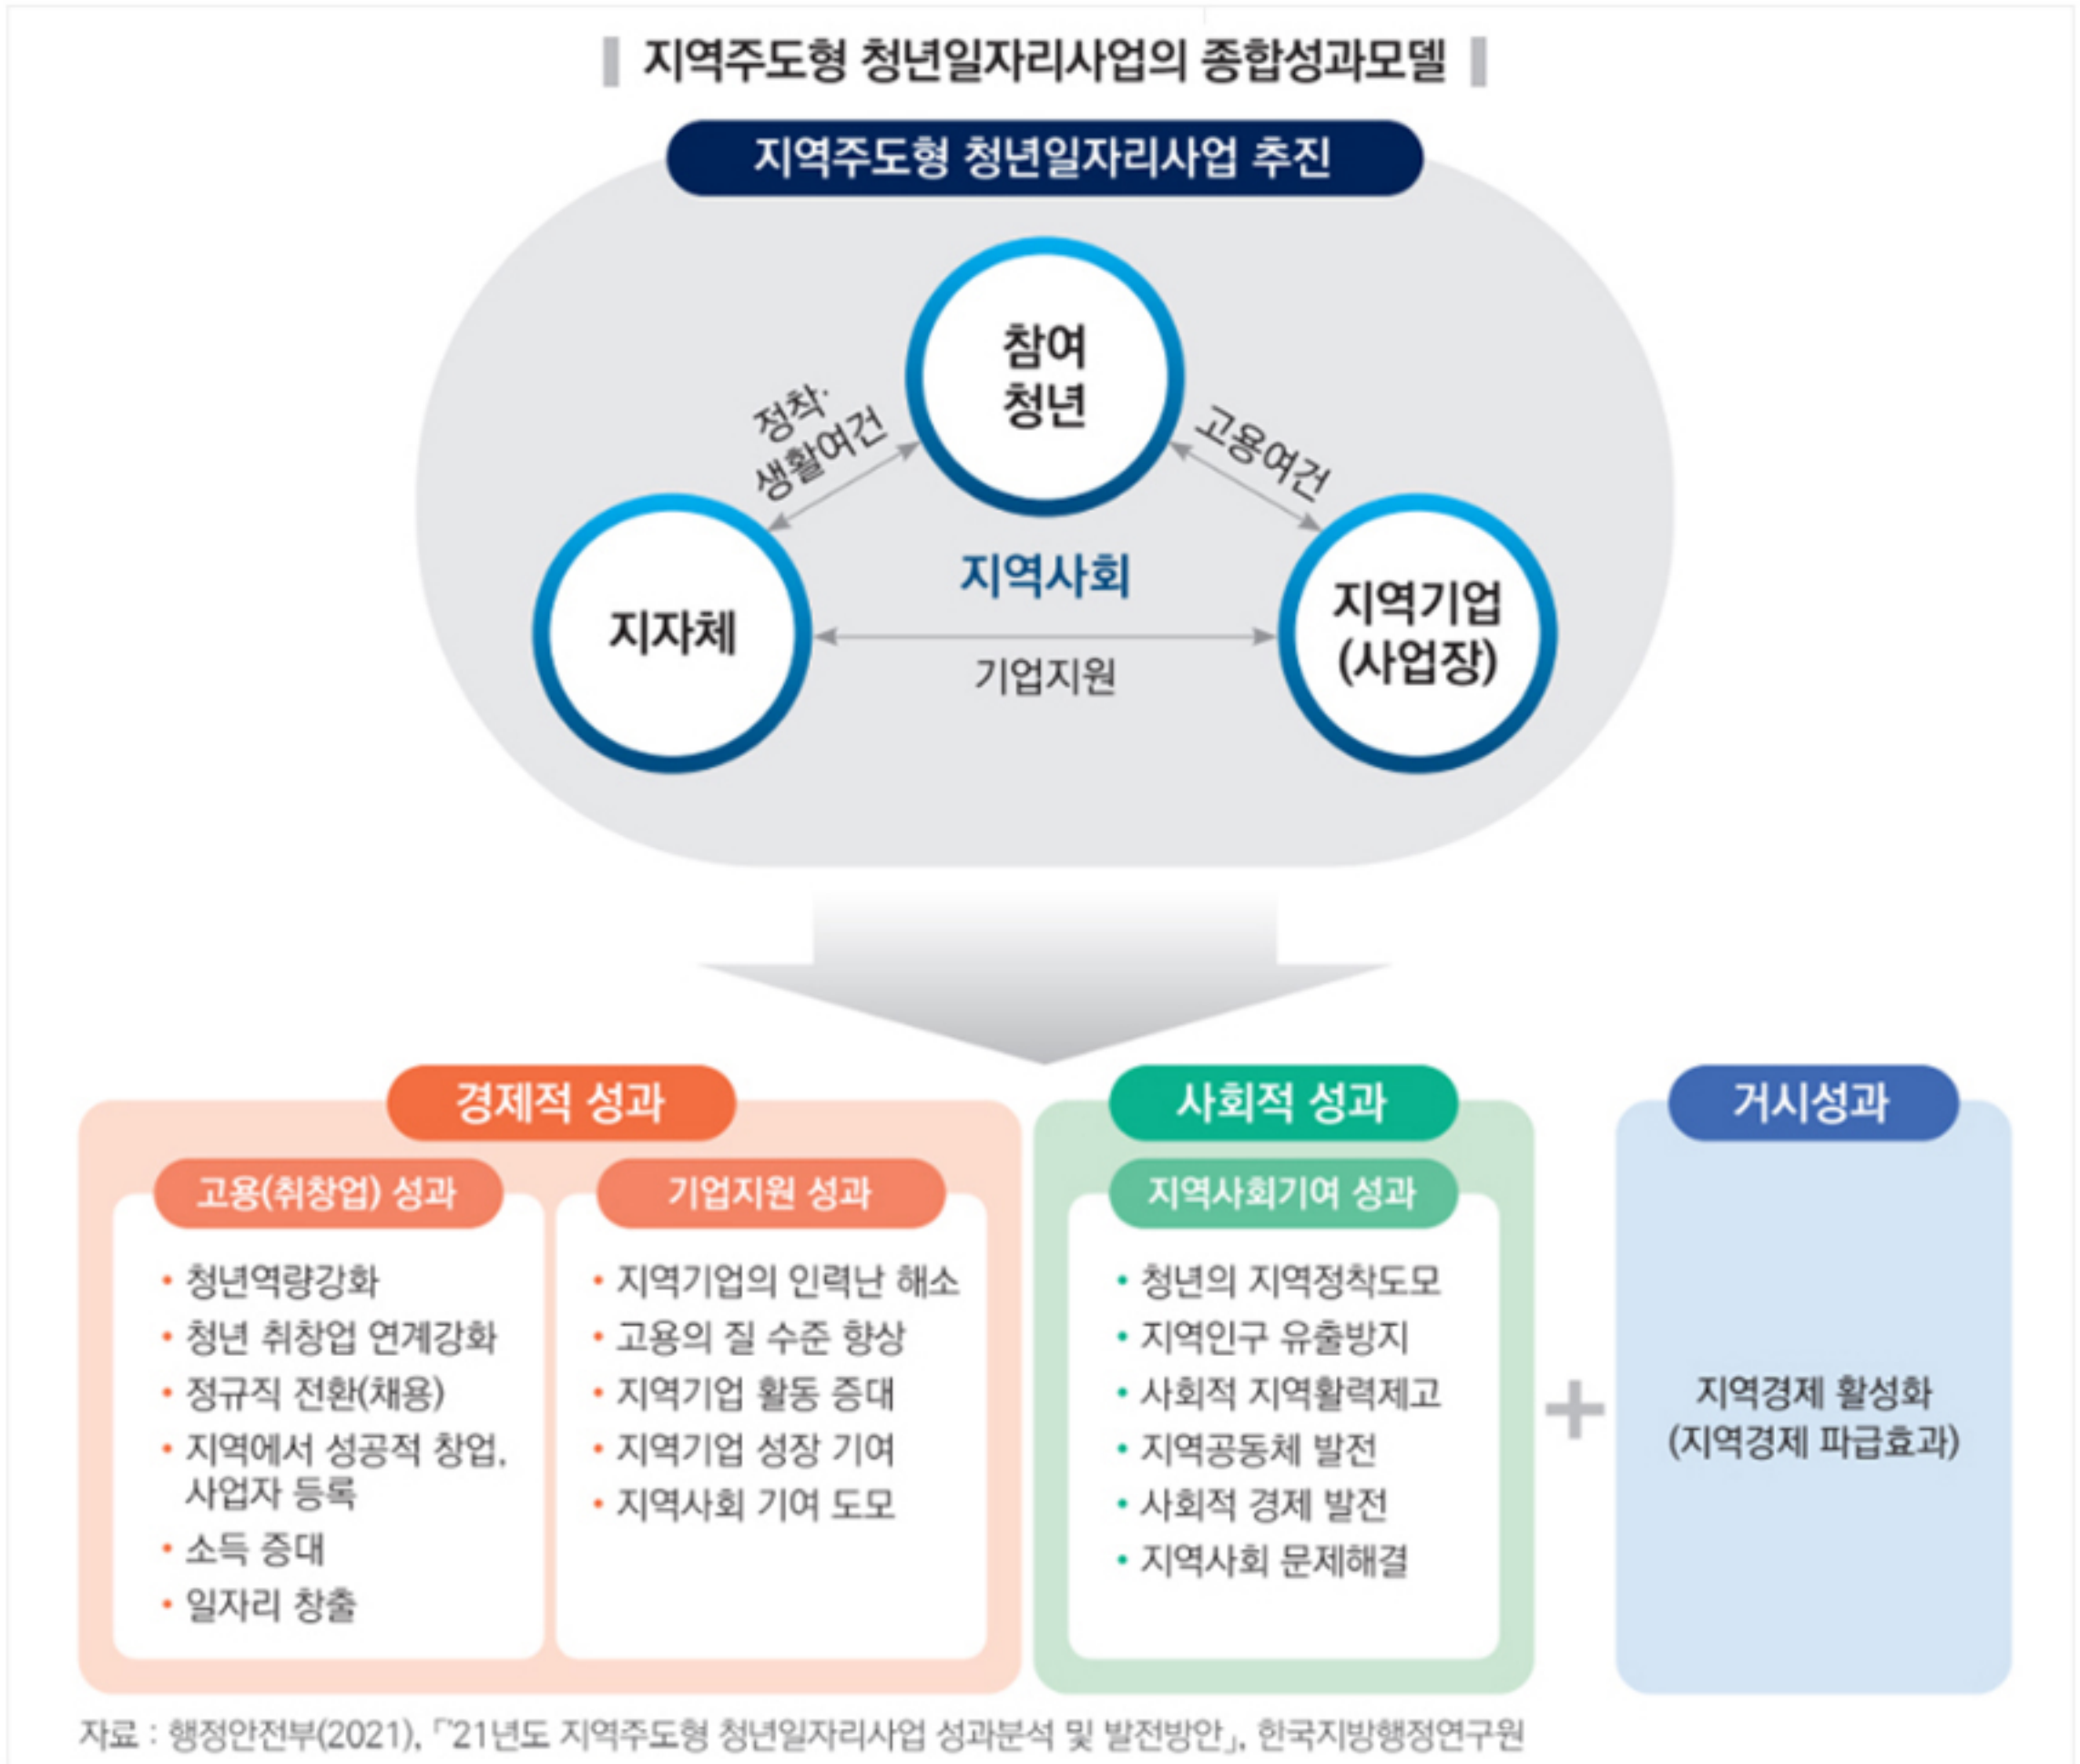 지역주도형 청년일자리사업의 종합성과모델
지역주도형 청년일자리사업 추진
참여
청년
정착·
생활여건
고용여건
지역사회
지자체
지역기업
(사업장)
기업지원
경제적 성과
고용(취창업) 성과
• 청년역량강화
• 청년 취창업 연계강화
• 정규직 전환(채용)
• 지역에서 성공적 창업,
사업자 등록
• 소득 증대
• 일자리 창출
기업지원 성과
• 지역기업의 인력난 해소
• 고용의 질 수준 향상
• 지역기업 활동 증대
• 지역기업 성장 기여
• 지역사회 기여 도모
사회적 성과
지역사회기여 성과
• 청년의 지역정착도모
• 지역인구 유출방지
• 사회적 지역활력제고
• 지역공동체 발전
• 사회적 경제 발전
• 지역사회 문제해결
+
거시성과
지역경제 활성화
(지역경제 파급효과)
자료 : 행정안전부(2021), 「'21년도 지역주도형 청년일자리사업 성과분석 및 발전방안」, 한국지방행정연구원